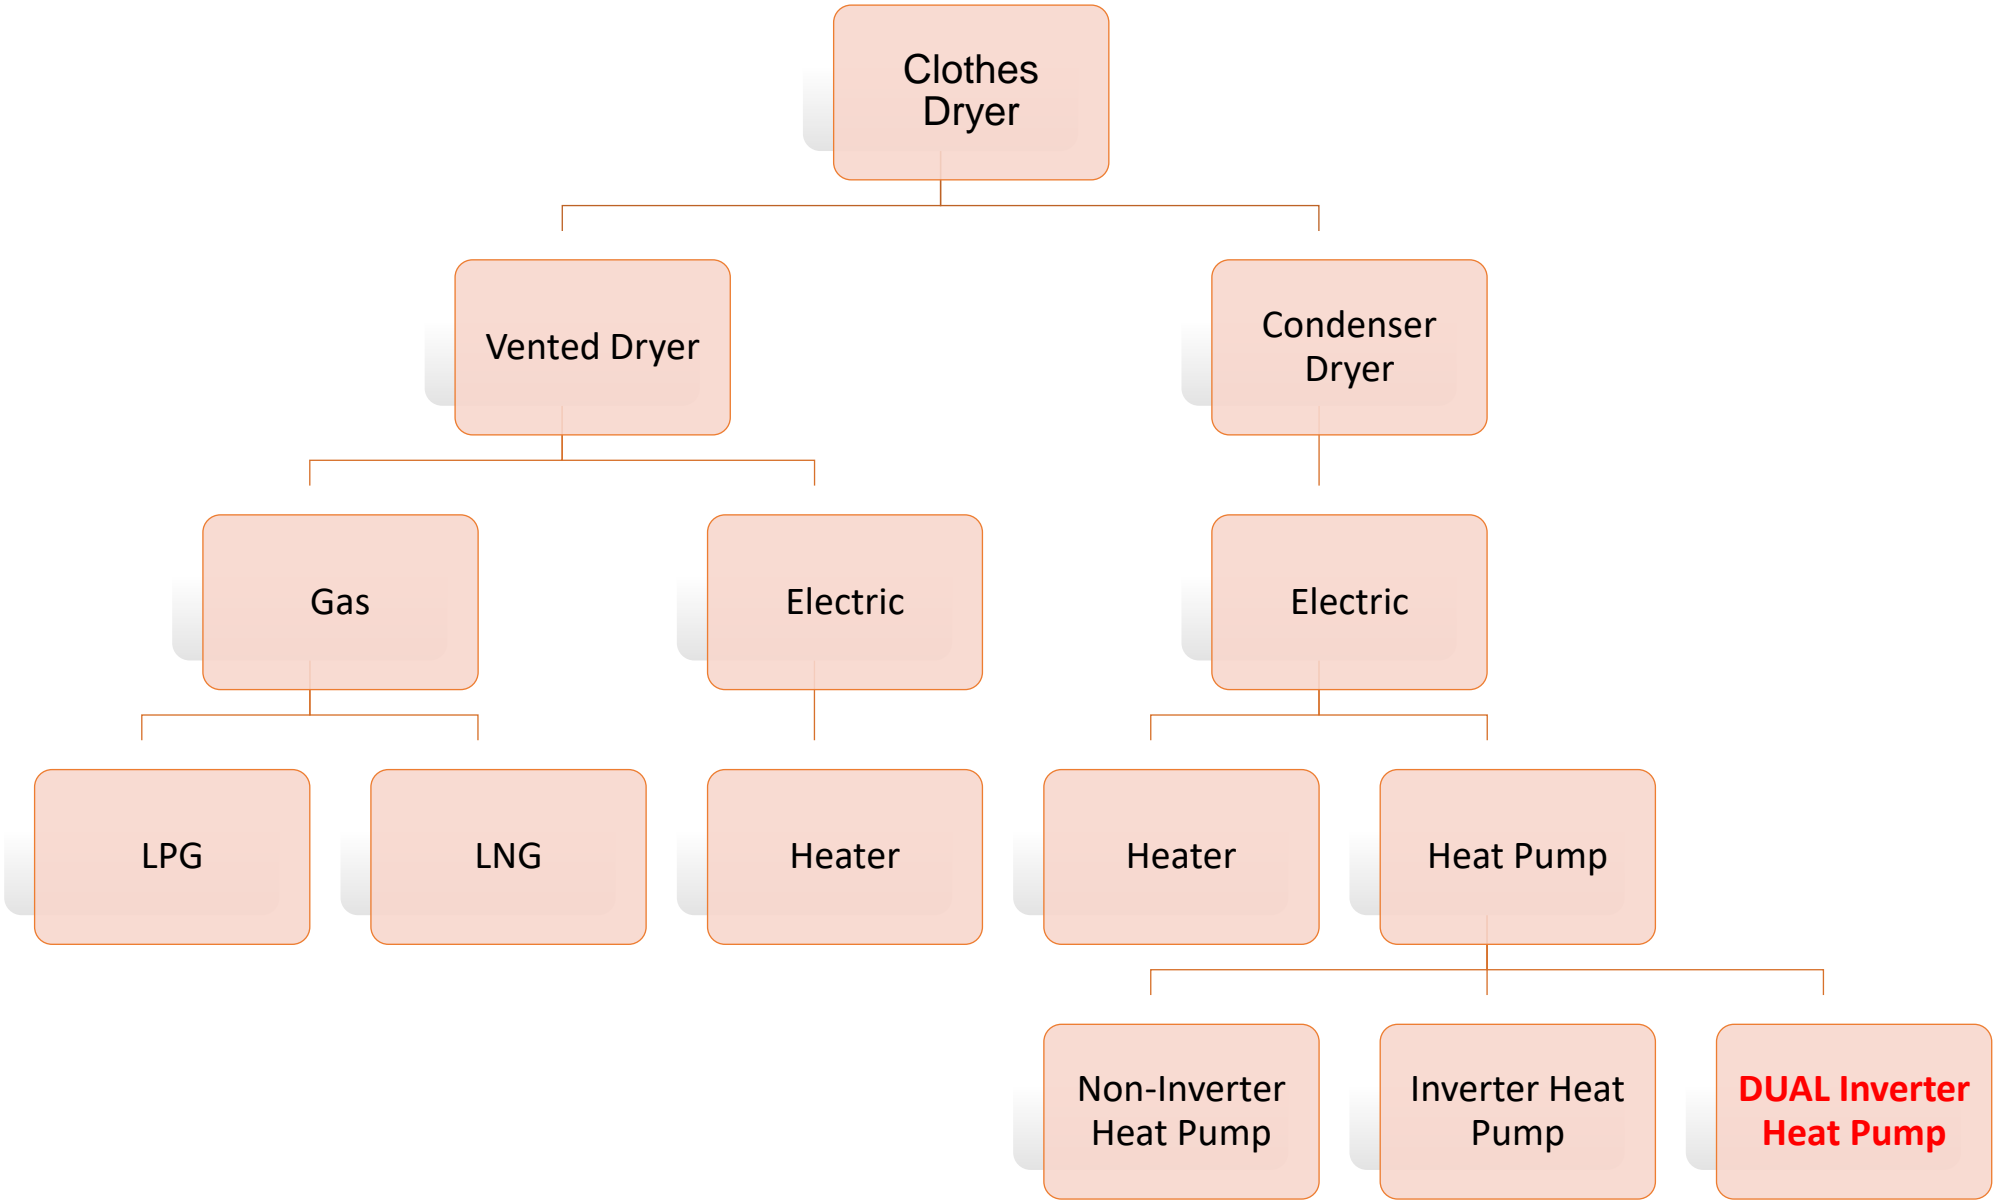 Clothes
Dryer
Vented Dryer
Condenser
Dryer
Gas
Electric
Electric
LPG
LNG
Heater
Heater
Heat Pump
Non-Inverter
Heat Pump
Inverter Heat
Pump
DUAL Inverter
Heat Pump